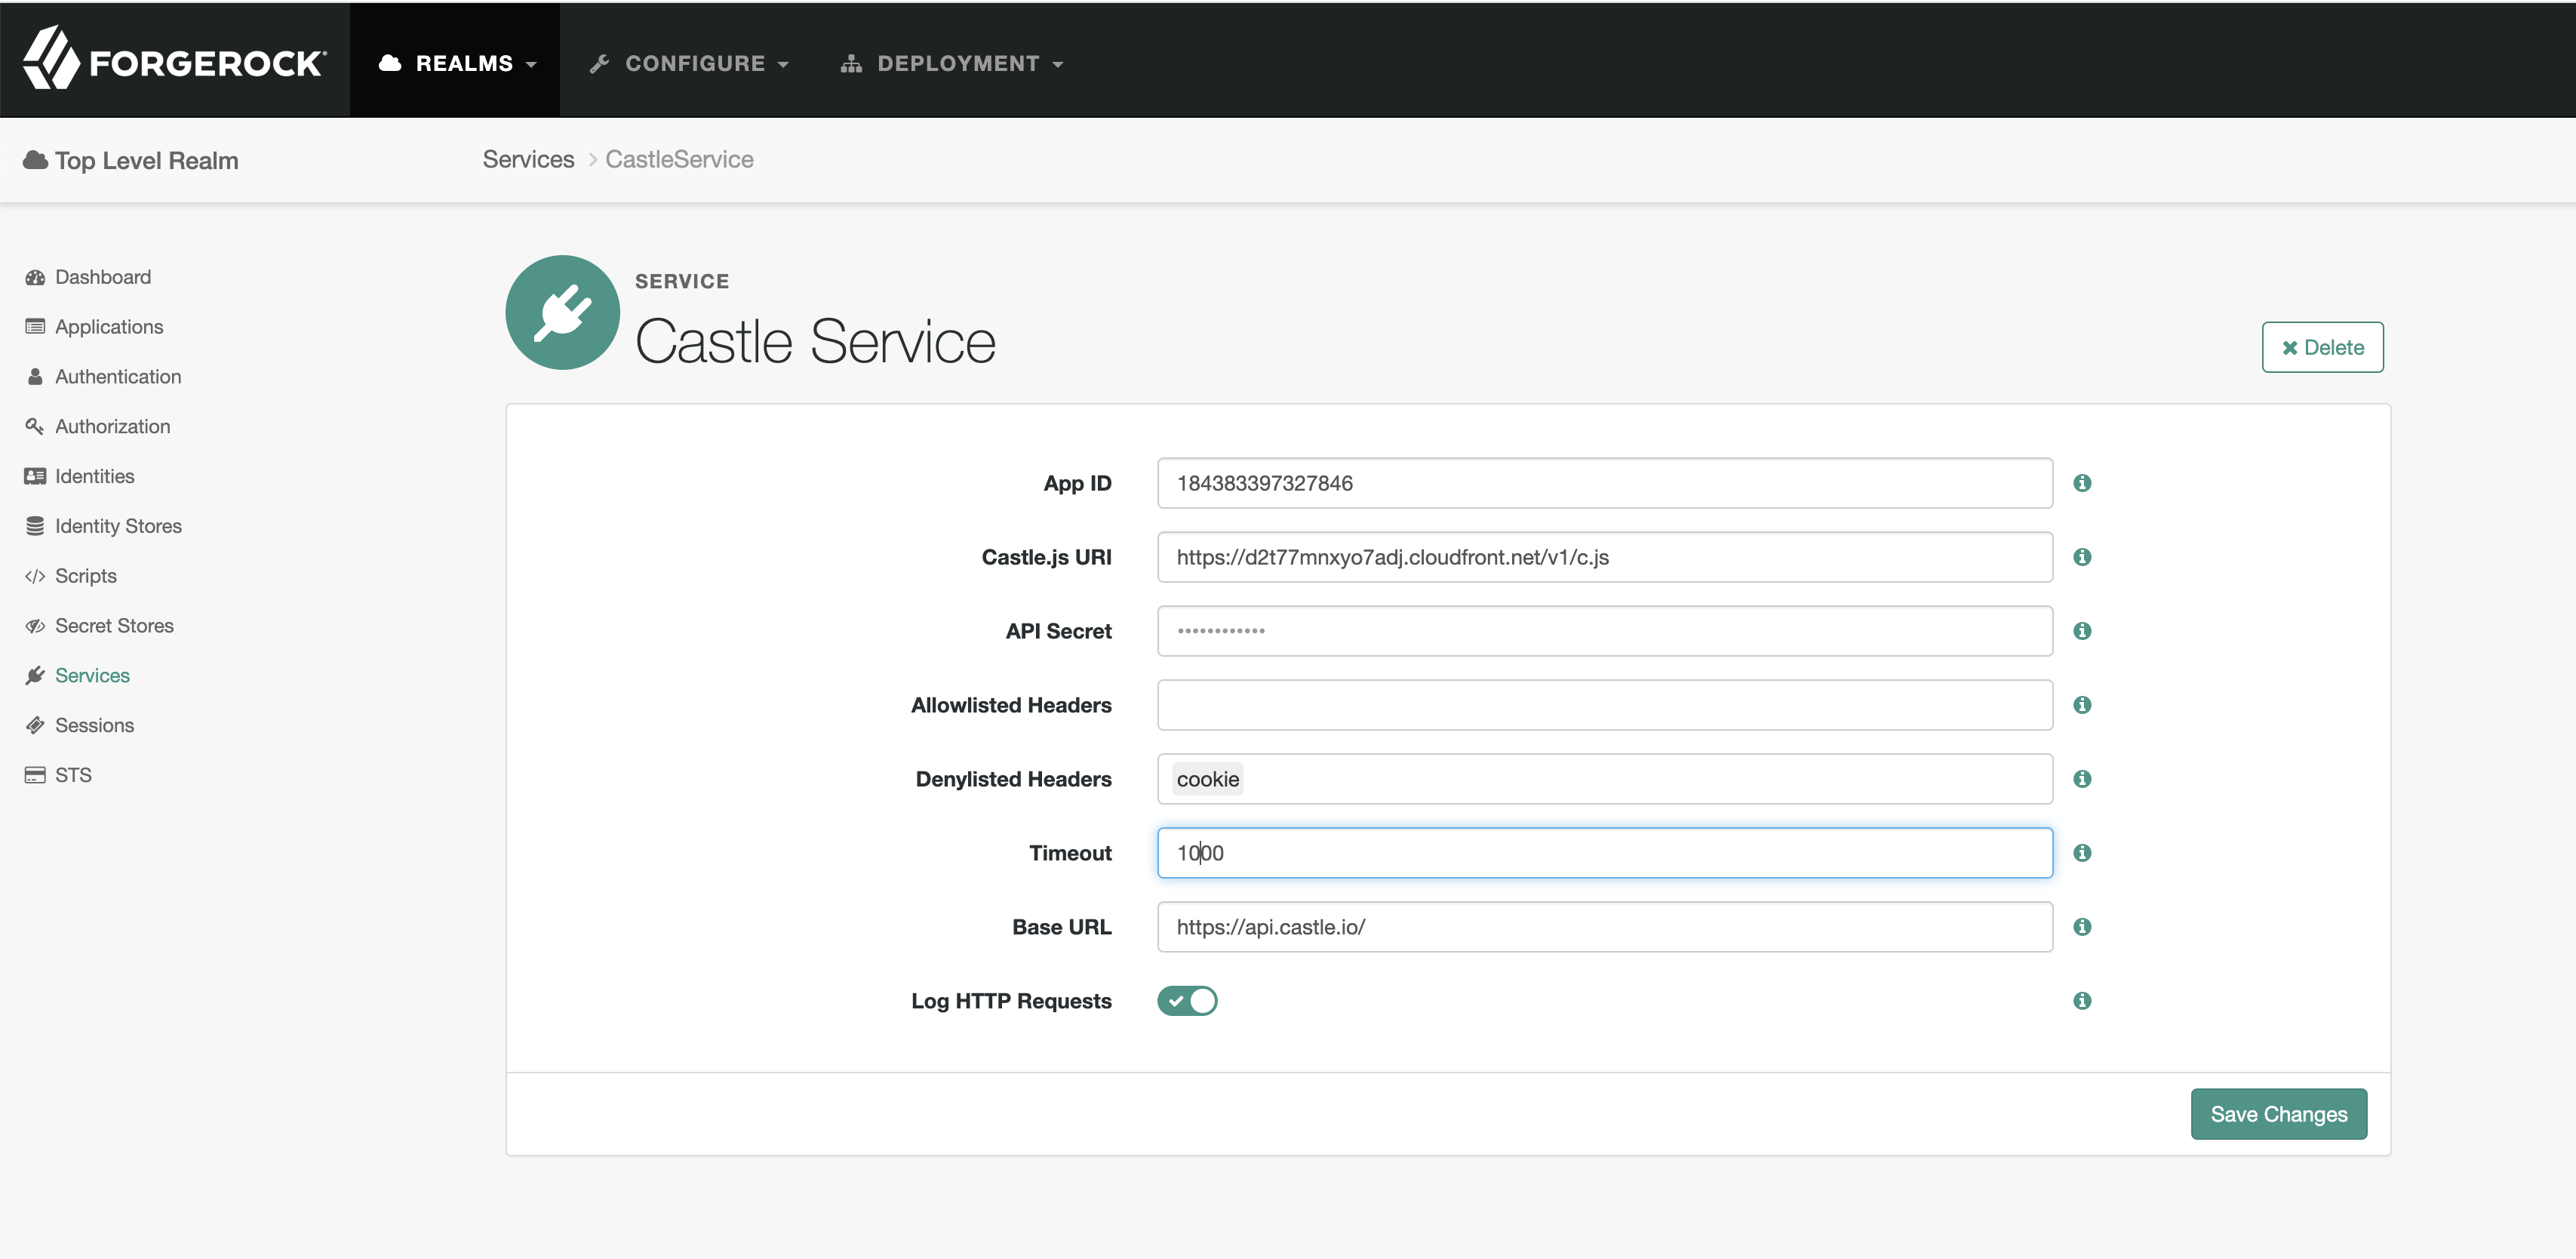 FORGEROCK
REALMS
CONFIGURE
DEPLOYMENT
Top Level Realm
Services
CastleService
Dashboard
Applications
Authentication
Authorization
Identities
Identity Stores
Scripts
Secret Stores
Services
Sessions
STS
SERVICE
Castle Service
Delete
App ID 184383397327846
Castle.js URI https://d2t77mnxyo7adj.cloudfront.net/v1/c.js
API Secret ••••••••••••
Allowlisted Headers
Denylisted Headers cookie
Timeout 1000
Base URL https://api.castle.io/
Log HTTP Requests
Save Changes